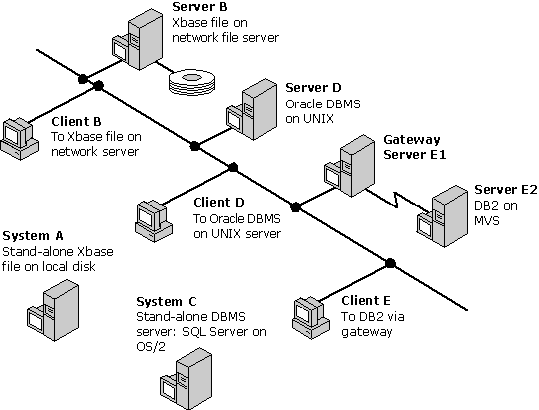 Server B
Xbase file on
network file server
Server D
Oracle DBMS
on UNIX
Client B
To Xbase file on
network server
Gateway
Server E1
Server E2
DB2 on
MVS
Client D
To Oracle DBMS
on UNIX server
System A
Stand-alone Xbase
file on local disk
System C
Stand-alone DBMS
server: SQL Server on
OS/2
Client E
To DB2 via
gateway